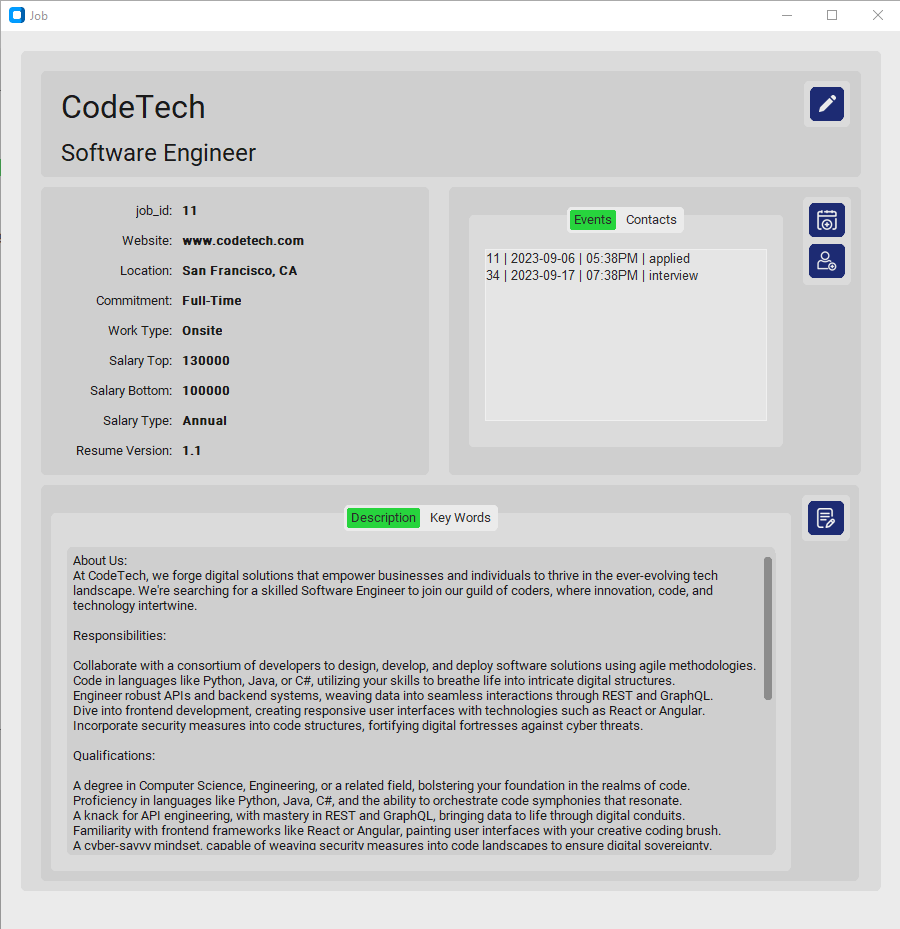 Job
CodeTech
Software Engineer
job_id: 11
Website: www.codetech.com
Location: San Francisco, CA
Commitment: Full-Time
Work Type: Onsite
Salary Top: 130000
Salary Bottom: 100000
Salary Type: Annual
Resume Version: 1.1
Events Contacts
11 | 2023-09-06 | 05:38PM | applied
34 | 2023-09-17 | 07:38PM | interview
Description Key Words
About Us:
At CodeTech, we forge digital solutions that empower businesses and individuals to thrive in the ever-evolving tech
landscape. We're searching for a skilled Software Engineer to join our guild of coders, where innovation, code, and
technology intertwine.
Responsibilities:
Collaborate with a consortium of developers to design, develop, and deploy software solutions using agile methodologies.
Code in languages like Python, Java, or C#, utilizing your skills to breathe life into intricate digital structures.
Engineer robust APIs and backend systems, weaving data into seamless interactions through REST and GraphQL.
Dive into frontend development, creating responsive user interfaces with technologies such as React or Angular.
Incorporate security measures into code structures, fortifying digital fortresses against cyber threats.
Qualifications:
A degree in Computer Science, Engineering, or a related field, bolstering your foundation in the realms of code.
Proficiency in languages like Python, Java, C#, and the ability to orchestrate code symphonies that resonate.
A knack for API engineering, with mastery in REST and GraphQL, bringing data to life through digital conduits.
Familiarity with frontend frameworks like React or Angular, painting user interfaces with your creative coding brush.
A cyber-savvy mindset, capable of weaving security measures into code landscapes to ensure digital sovereignty.